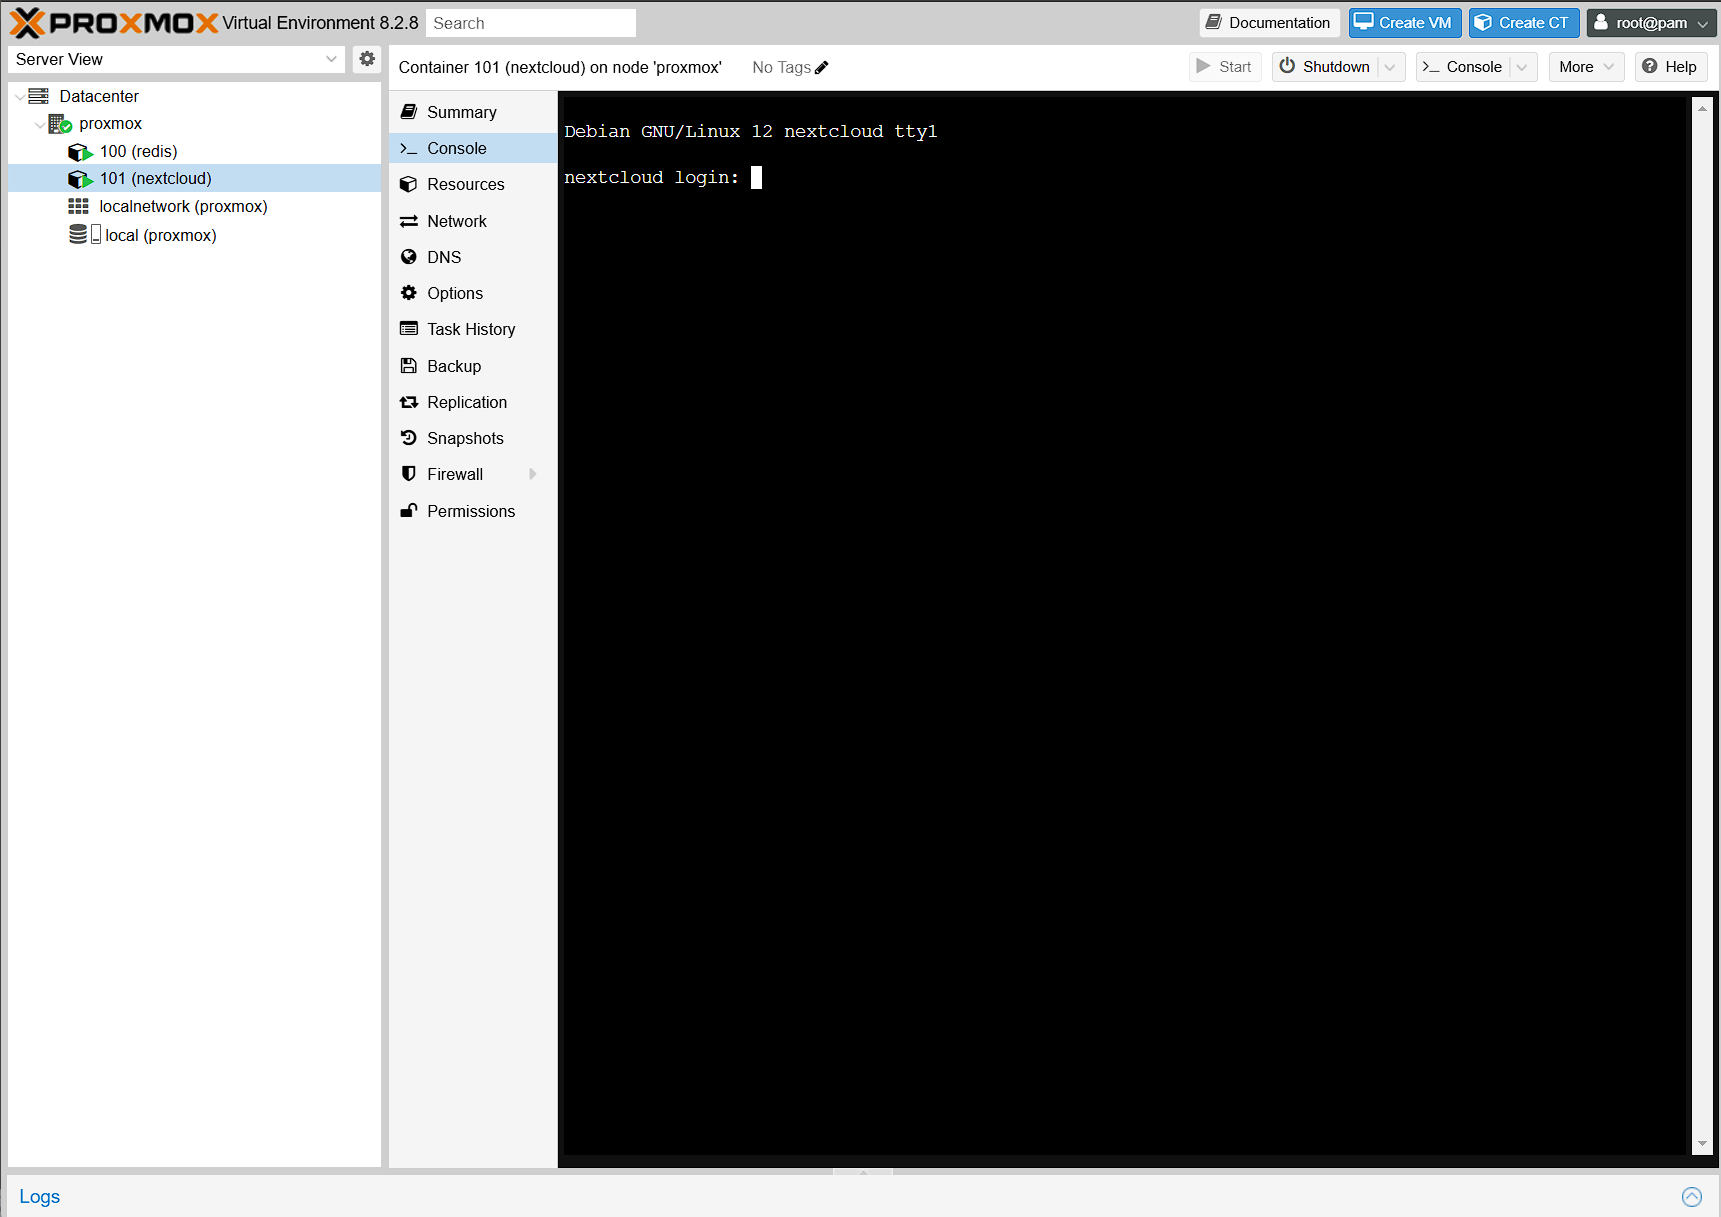 PROXMOX Virtual Environment 8.2.8 Search Documentation Create VM Create CT root@pam
Server View
Container 101 (nextcloud) on node 'proxmox' No Tags Start Shutdown Console More Help
Datacenter
proxmox
100 (redis)
101 (nextcloud)
localnetwork (proxmox)
local (proxmox)
Summary
>_ Console
Resources
Network
DNS
Options
Task History
Backup
Replication
Snapshots
Firewall
Permissions
Debian GNU/Linux 12 nextcloud tty1
nextcloud login:
Logs